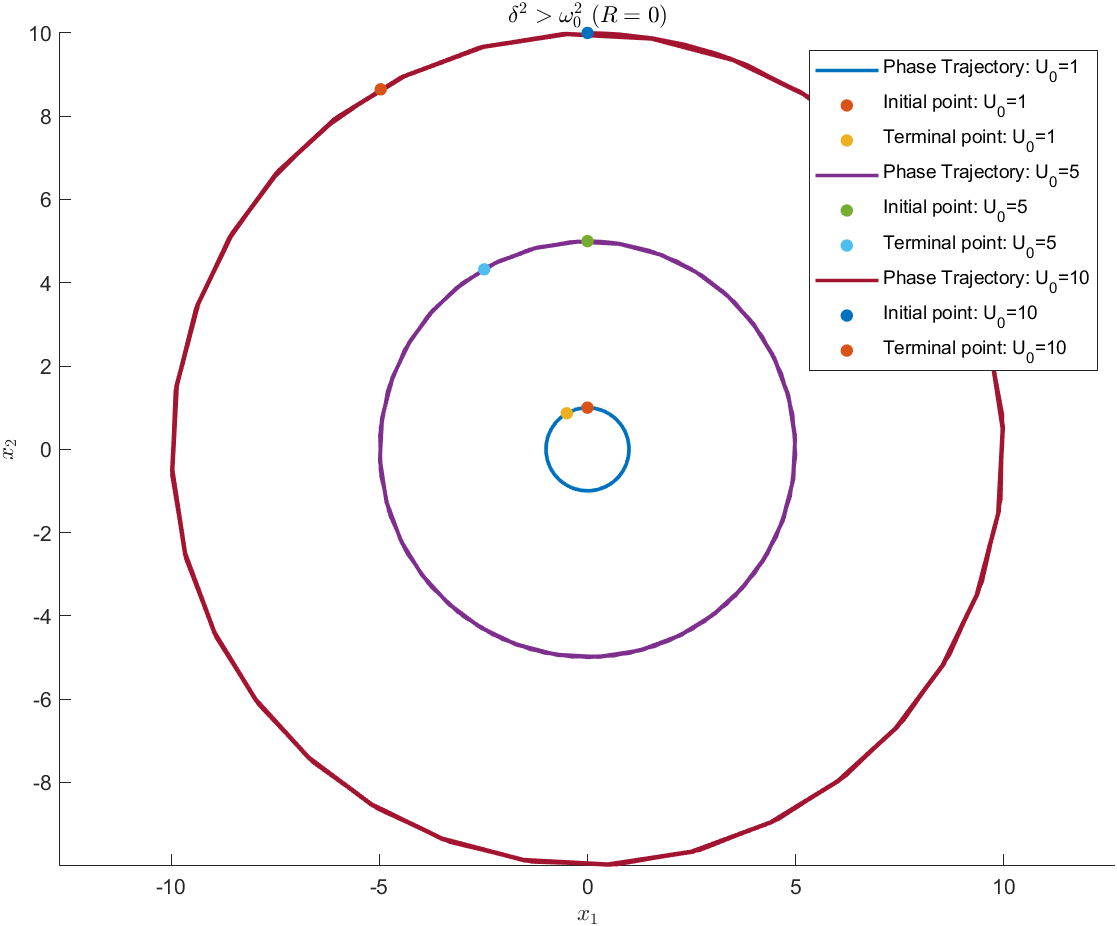 δ² > ω₀² (R = 0)
10
8
6
4
2
0
-2
-4
-6
-8
x₂
-10
-5
0
5
10
x₁
Phase Trajectory: U₀=1
Initial point: U₀=1
Terminal point: U₀=1
Phase Trajectory: U₀=5
Initial point: U₀=5
Terminal point: U₀=5
Phase Trajectory: U₀=10
Initial point: U₀=10
Terminal point: U₀=10